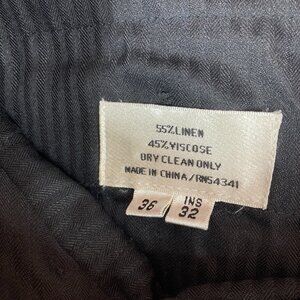 55% LINEN
45% VISCOSE
DRY CLEAN ONLY
MADE IN CHINA/RN54341
36
INS
32